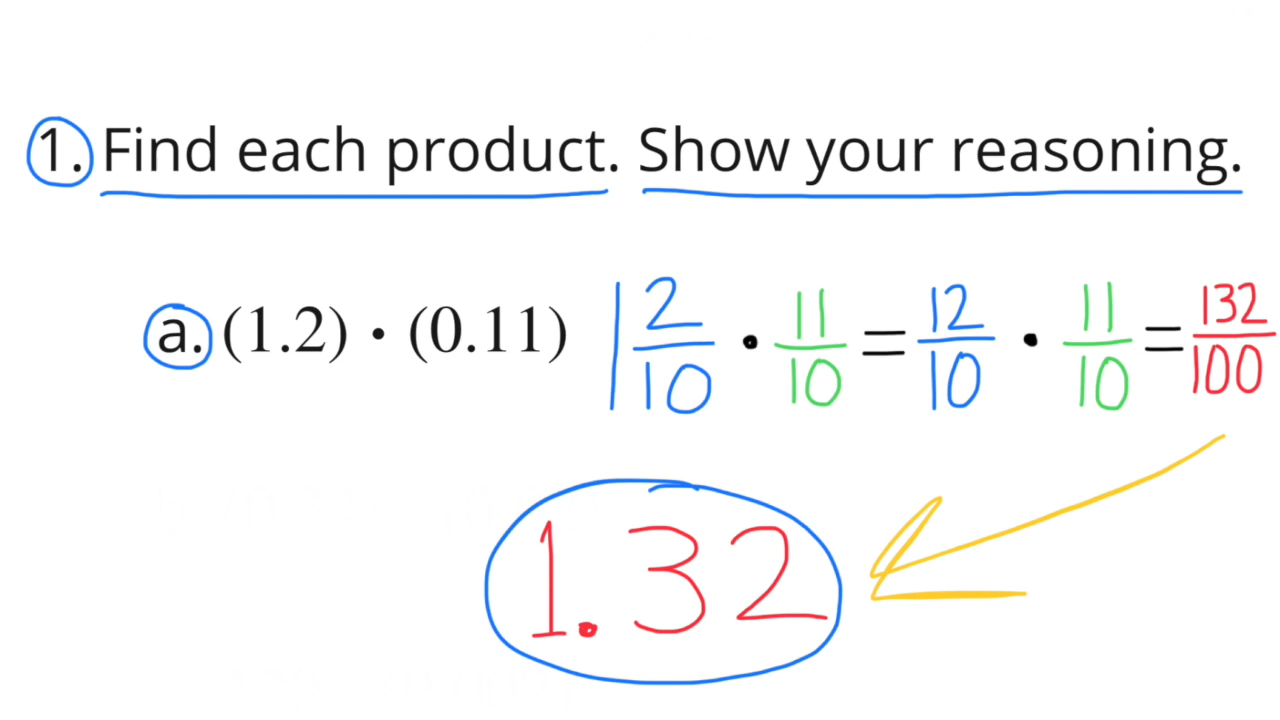 1. Find each product. Show your reasoning.
a. (1.2) • (0.11) 1 2/10 • 11/10 = 12/10 • 11/10 = 132/100
1.32